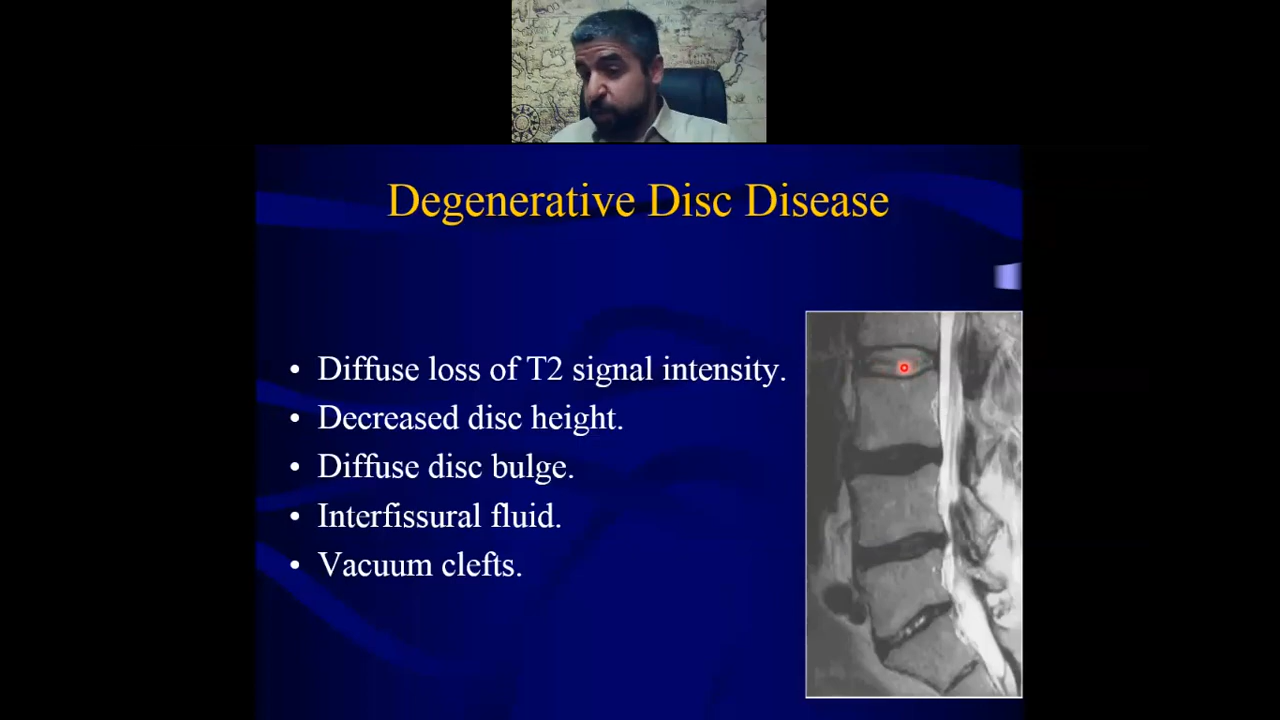 Degenerative Disc Disease
• Diffuse loss of T2 signal intensity.
• Decreased disc height.
• Diffuse disc bulge.
• Interfissural fluid.
• Vacuum clefts.